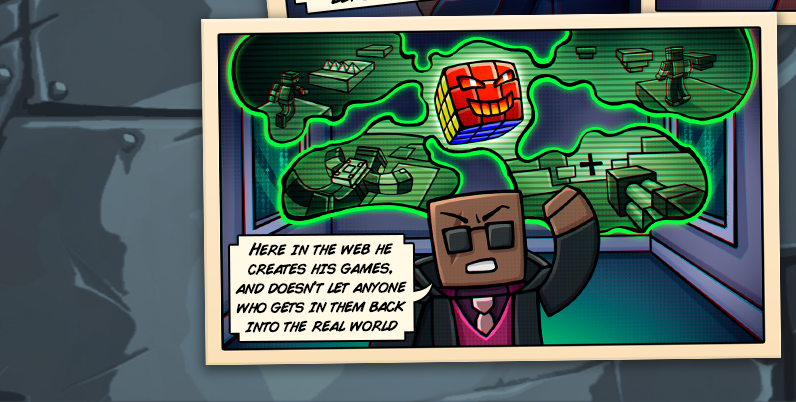 HERE IN THE WEB HE
CREATES HIS GAMES,
AND DOESN'T LET ANYONE
WHO GETS IN THEM BACK
INTO THE REAL WORLD